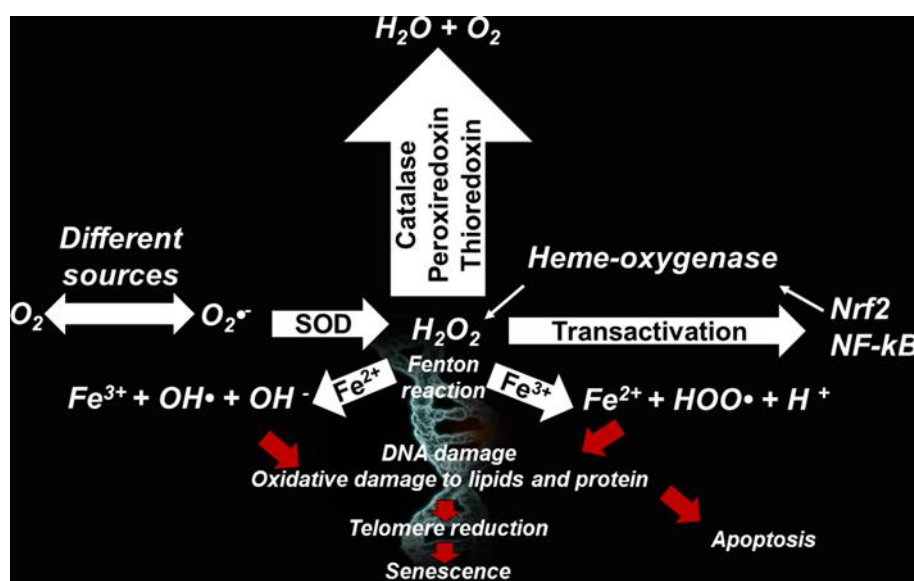 H₂O + O₂
Catalase
Peroxiredoxin
Thioredoxin
Different
sources
Heme-oxygenase
O₂
O₂•-
SOD
H₂O₂
Transactivation
Nrf2
NF-kB
Fenton
reaction
Fe²⁺
Fe³⁺
Fe³⁺ + OH• + OH -
Fe²⁺ + HOO• + H +
DNA damage
Oxidative damage to lipids and protein
Telomere reduction
Apoptosis
Senescence